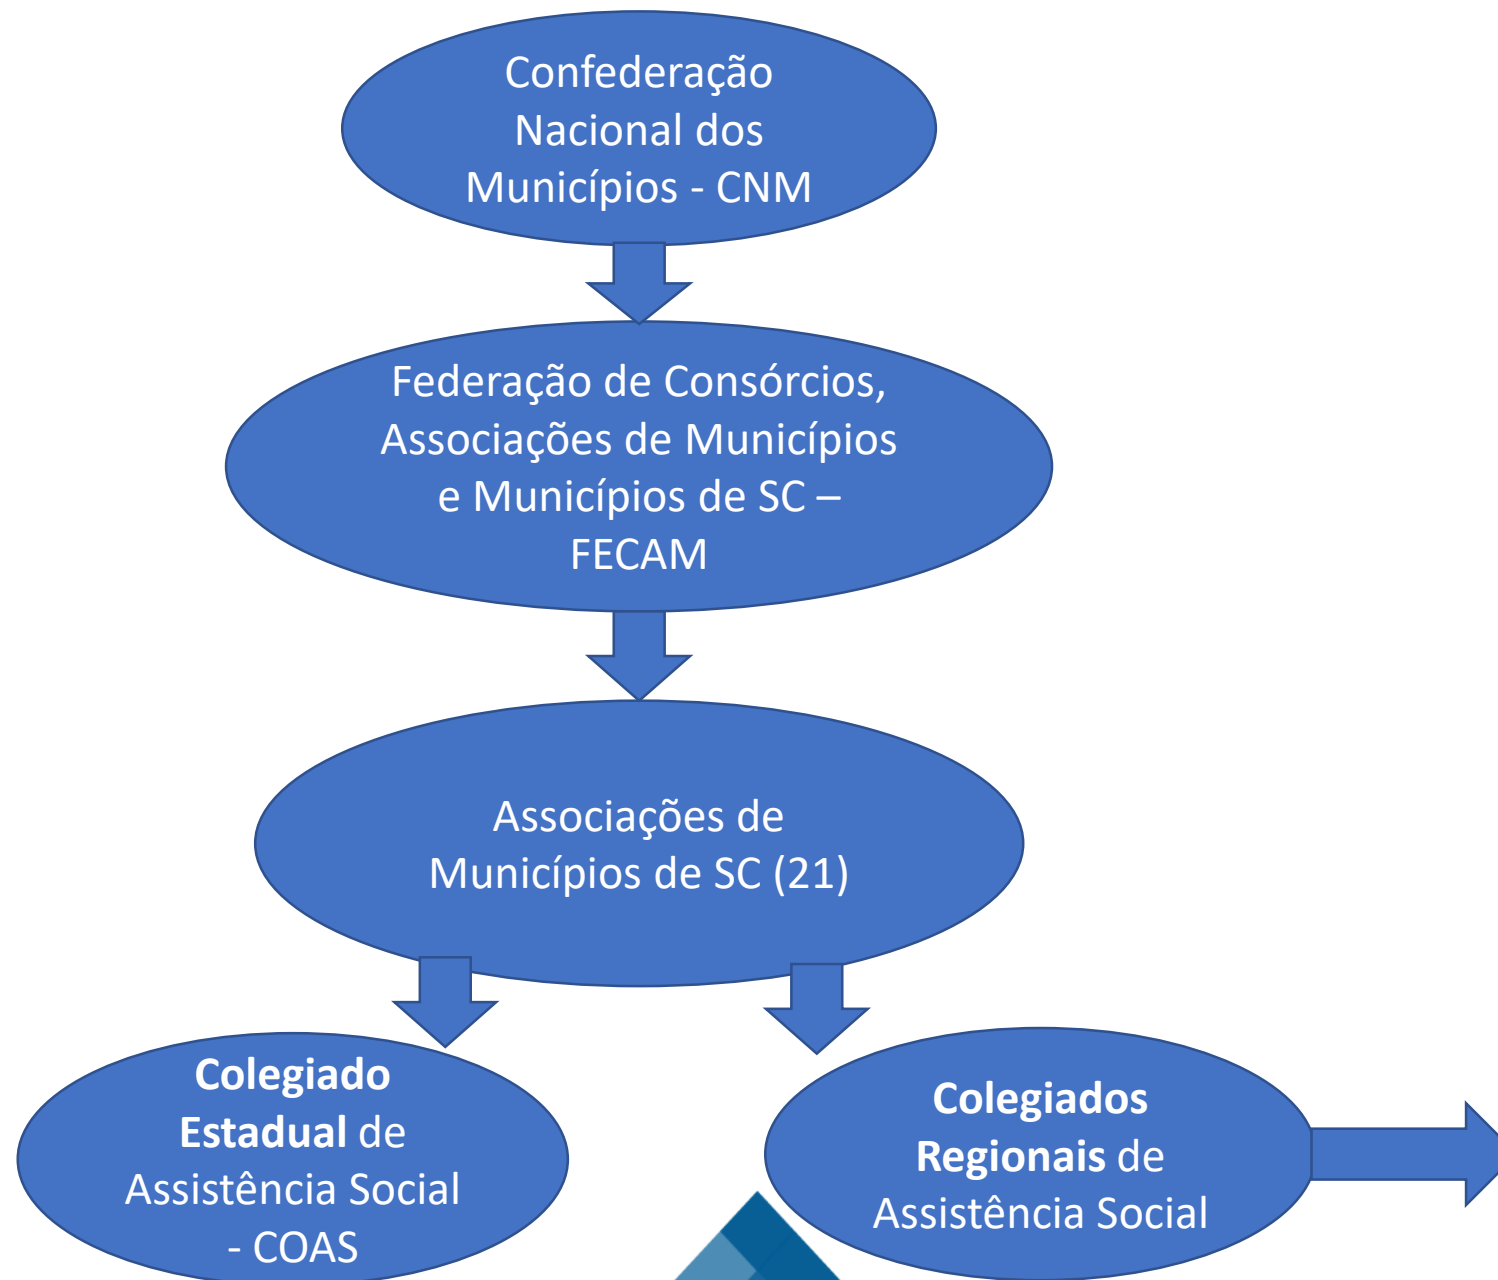 Confederação
Nacional dos
Municípios - CNM
Federação de Consórcios,
Associações de Municípios
e Municípios de SC –
FECAM
Associações de
Municípios de SC (21)
Colegiado
Estadual de
Assistência Social
- COAS
Colegiados
Regionais de
Assistência Social